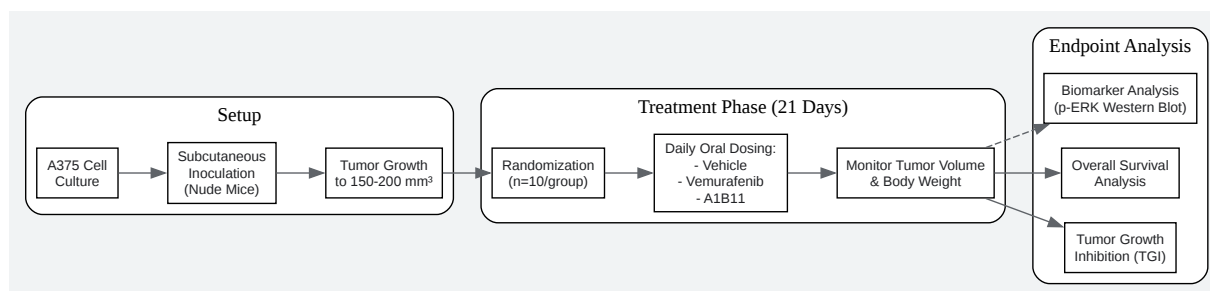 Setup
A375 Cell
Culture
Subcutaneous
Inoculation
(Nude Mice)
Tumor Growth
to 150-200 mm³
Treatment Phase (21 Days)
Randomization
(n=10/group)
Daily Oral Dosing:
- Vehicle
- Vemurafenib
- A1B11
Monitor Tumor Volume
& Body Weight
Endpoint Analysis
Biomarker Analysis
(p-ERK Western Blot)
Overall Survival
Analysis
Tumor Growth
Inhibition (TGI)